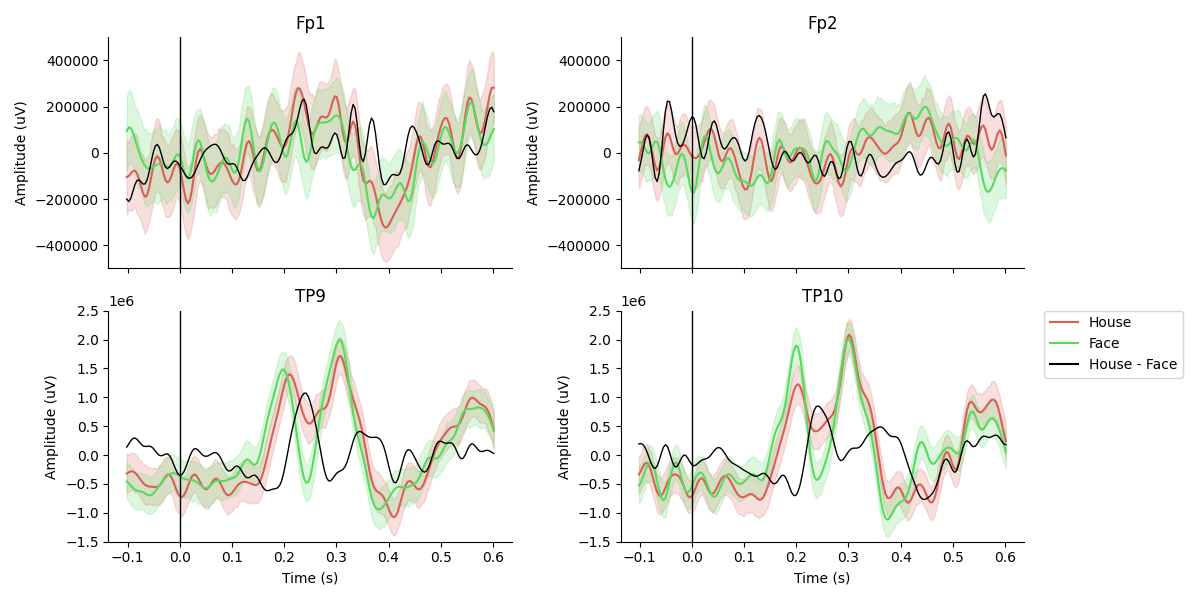 Fp1
Amplitude (uV)
400000
200000
0
−200000
−400000
Fp2
Amplitude (uV)
400000
200000
0
−200000
−400000
TP9
1e6
Amplitude (uV)
2.5
2.0
1.5
1.0
0.5
0.0
−0.5
−1.0
−1.5
−0.1 0.0 0.1 0.2 0.3 0.4 0.5 0.6
Time (s)
TP10
1e6
Amplitude (uV)
2.5
2.0
1.5
1.0
0.5
0.0
−0.5
−1.0
−1.5
−0.1 0.0 0.1 0.2 0.3 0.4 0.5 0.6
Time (s)
House
Face
House - Face